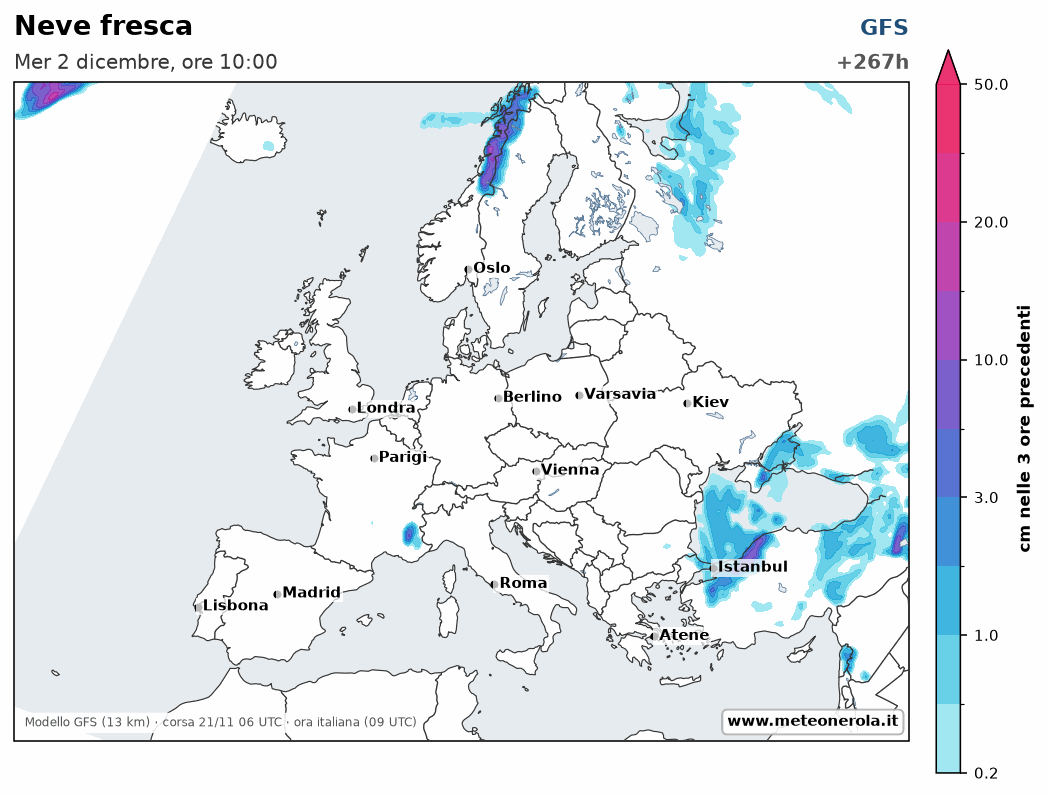 Neve fresca
GFS
Mer 2 dicembre, ore 10:00
+267h
50.0
20.0
10.0
3.0
1.0
0.2
cm nelle 3 ore precedenti
Oslo
Berlino
Varsavia
Kiev
Londra
Parigi
Vienna
Istanbul
Roma
Madrid
Lisbona
Atene
Modello GFS (13 km) · corsa 21/11 06 UTC · ora italiana (09 UTC)
www.meteonerola.it